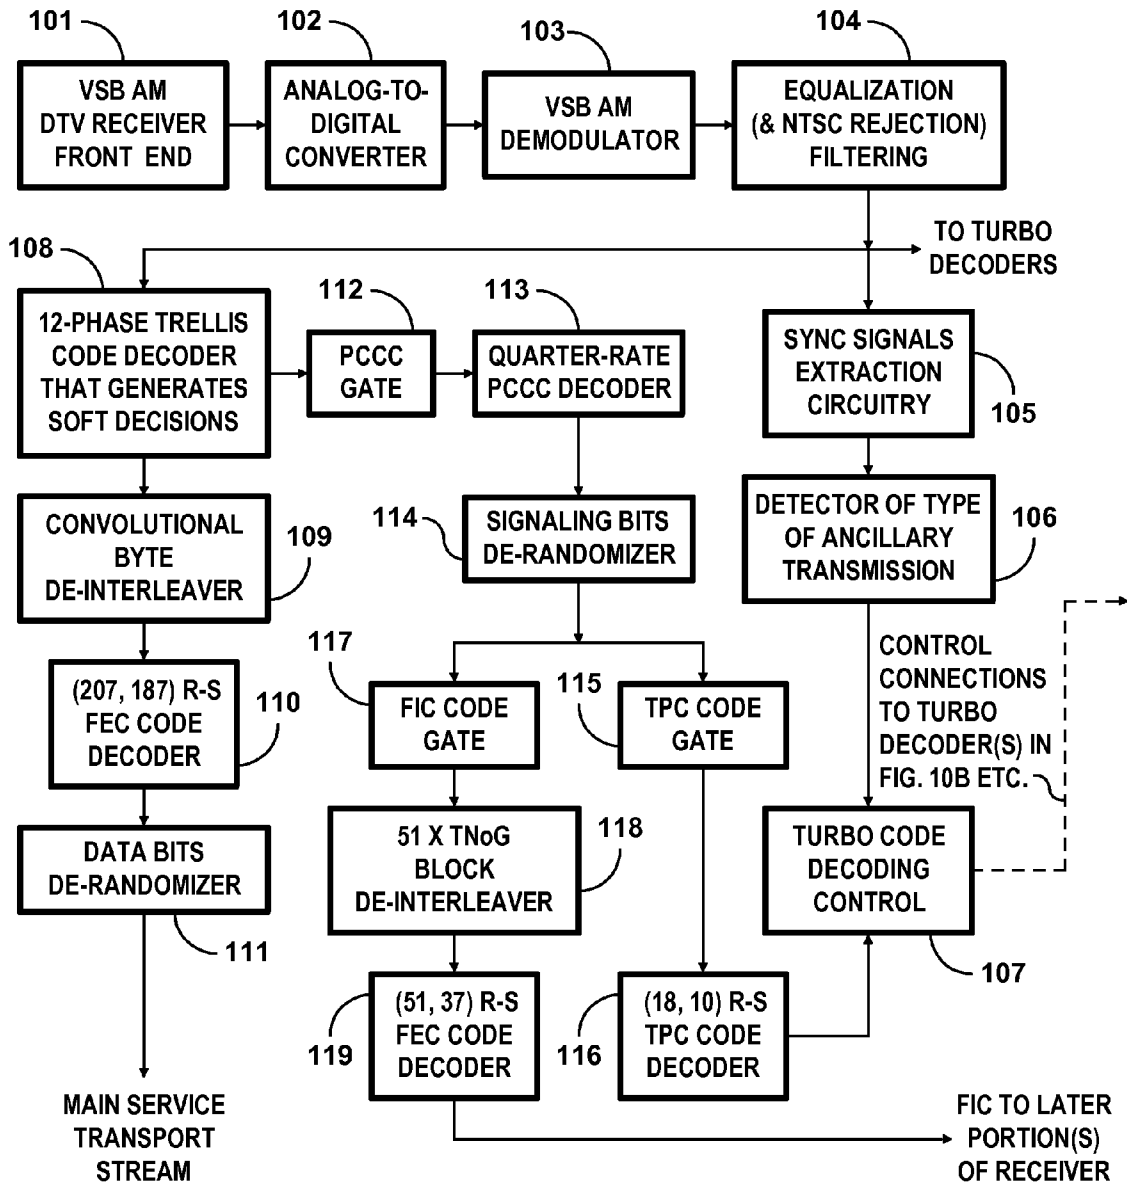 101
102
103
104
VSB AM
DTV RECEIVER
FRONT END
ANALOG-TO-
DIGITAL
CONVERTER
VSB AM
DEMODULATOR
EQUALIZATION
(& NTSC REJECTION)
FILTERING
TO TURBO
DECODERS
108
112
113
12-PHASE TRELLIS
CODE DECODER
THAT GENERATES
SOFT DECISIONS
PCCC
GATE
QUARTER-RATE
PCCC DECODER
SYNC SIGNALS
EXTRACTION
CIRCUITRY
105
CONVOLUTIONAL
BYTE
DE-INTERLEAVER
109
114
SIGNALING BITS
DE-RANDOMIZER
DETECTOR OF TYPE
OF ANCILLARY
TRANSMISSION
106
(207, 187) R-S
FEC CODE
DECODER
110
117
FIC CODE
GATE
115
TPC CODE
GATE
CONTROL
CONNECTIONS
TO TURBO
DECODER(S) IN
FIG. 10B ETC.
DATA BITS
DE-RANDOMIZER
111
51 X TNoG
BLOCK
DE-INTERLEAVER
118
TURBO CODE
DECODING
CONTROL
107
(51, 37) R-S
FEC CODE
DECODER
119
(18, 10) R-S
TPC CODE
DECODER
116
MAIN SERVICE
TRANSPORT
STREAM
FIC TO LATER
PORTION(S)
OF RECEIVER